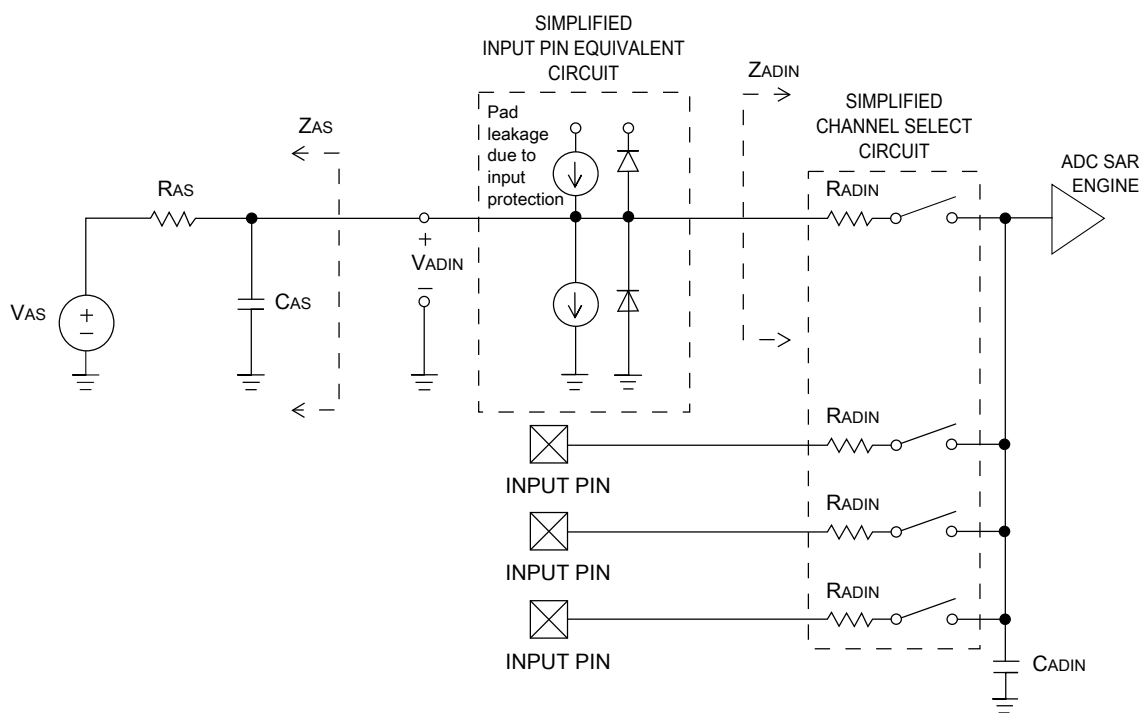 SIMPLIFIED
INPUT PIN EQUIVALENT
CIRCUIT
ZADIN
SIMPLIFIED
CHANNEL SELECT
CIRCUIT
Pad
leakage
due to
input
protection
ZAS
ADC SAR
ENGINE
RAS
RADIN
+
VADIN
–
CAS
VAS
+
–
RADIN
INPUT PIN
RADIN
INPUT PIN
RADIN
INPUT PIN
CADIN